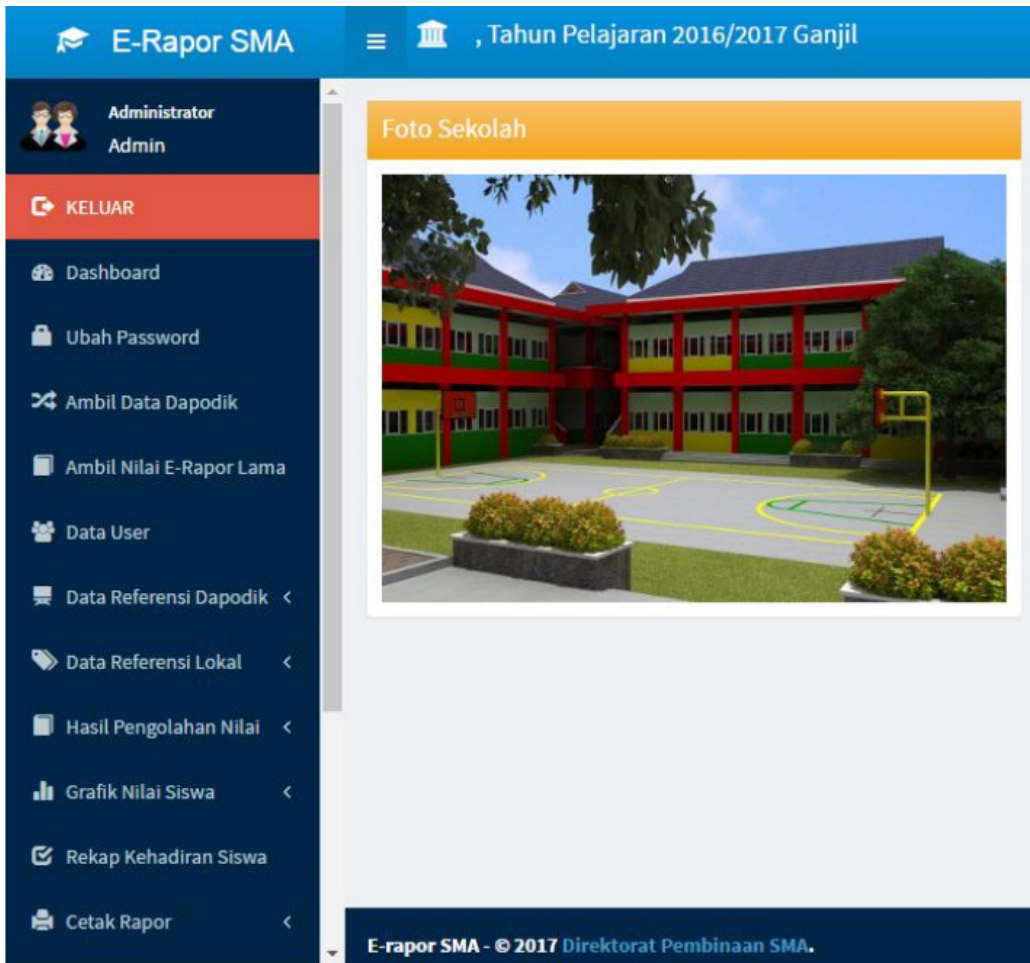 E-Rapor SMA
, Tahun Pelajaran 2016/2017 Ganjil
Administrator
Admin
KELUAR
Dashboard
Ubah Password
Ambil Data Dapodik
Ambil Nilai E-Rapor Lama
Data User
Data Referensi Dapodik
Data Referensi Lokal
Hasil Pengolahan Nilai
Grafik Nilai Siswa
Rekap Kehadiran Siswa
Cetak Rapor
Foto Sekolah
E-rapor SMA - © 2017 Direktorat Pembinaan SMA.